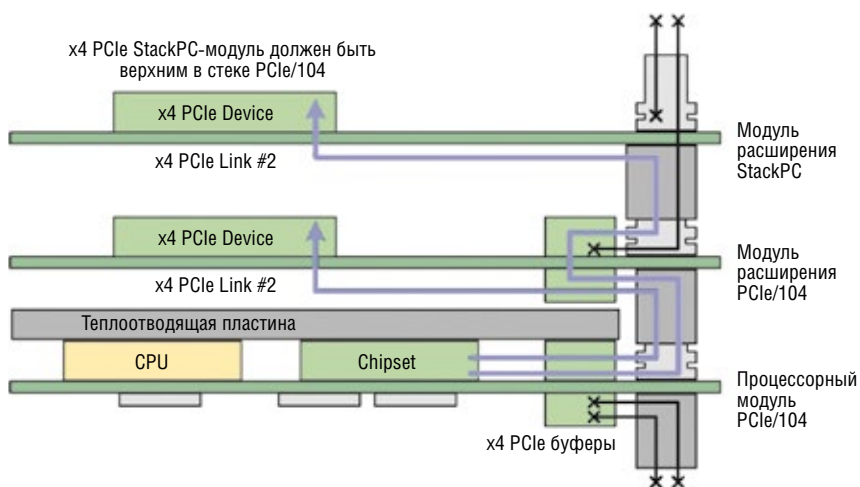 x4 PCIe StackPC-модуль должен быть
верхним в стеке PCIe/104
x4 PCIe Device
x4 PCIe Link #2
Модуль
расширения
StackPC
x4 PCIe Device
x4 PCIe Link #2
Модуль
расширения
PCIe/104
Теплоотводящая пластина
CPU
Chipset
Процессорный
модуль
PCIe/104
x4 PCIe буферы